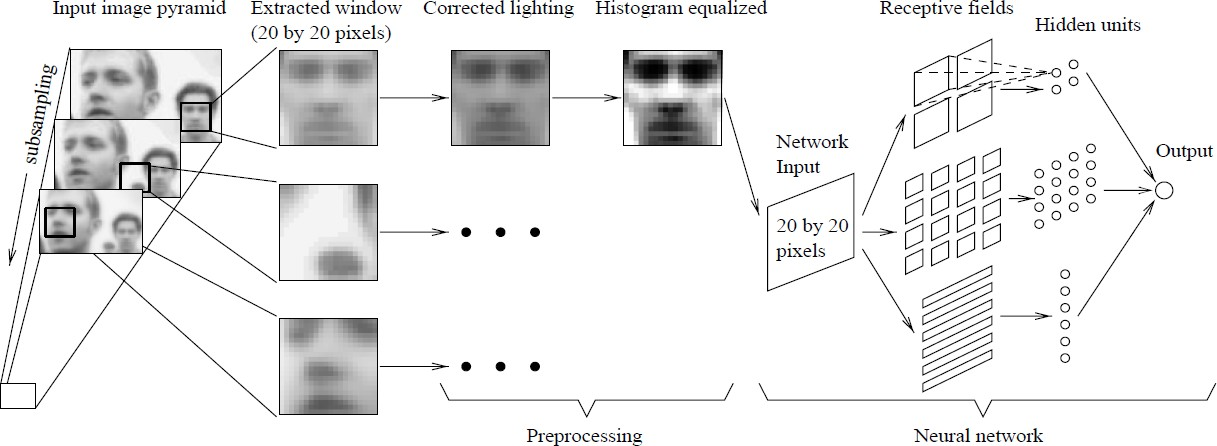 Input image pyramid
Extracted window
(20 by 20 pixels)
Corrected lighting
Histogram equalized
Receptive fields
Hidden units
subsampling
Network
Input
Output
20 by 20
pixels
Preprocessing
Neural network